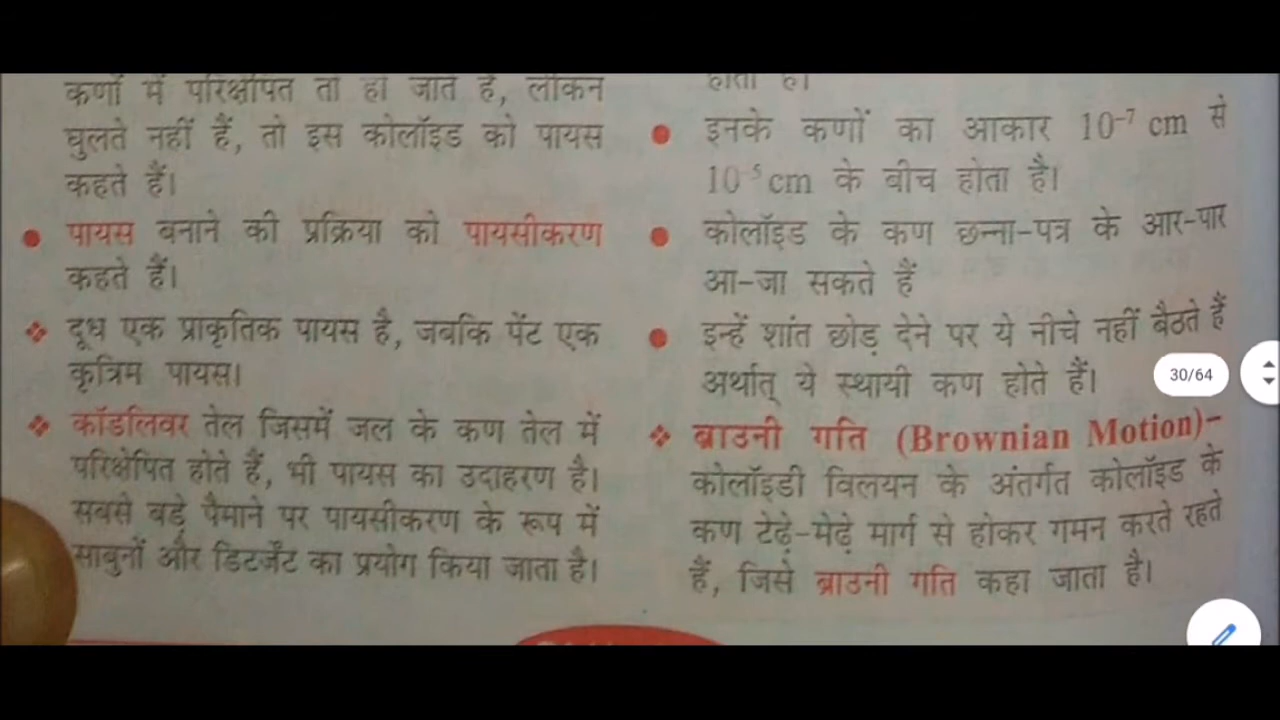 कणों में परिक्षेपित तो हो जाते हैं, लेकिन
घुलते नहीं हैं, तो इस कोलॉइड को पायस
कहते हैं।
● पायस बनाने की प्रक्रिया को पायसीकरण
कहते हैं।
❖ दूध एक प्राकृतिक पायस है, जबकि पेंट एक
कृत्रिम पायस।
❖ कॉडलिवर तेल जिसमें जल के कण तेल में
परिक्षेपित होते हैं, भी पायस का उदाहरण है।
सबसे बड़े पैमाने पर पायसीकरण के रूप में
साबुनों और डिटर्जेंट का प्रयोग किया जाता है।
होता है।
● इनके कणों का आकार 10⁻⁷ cm से
10⁻⁵ cm के बीच होता है।
● कोलॉइड के कण छन्ना-पत्र के आर-पार
आ-जा सकते हैं
● इन्हें शांत छोड़ देने पर ये नीचे नहीं बैठते हैं
अर्थात् ये स्थायी कण होते हैं।
❖ ब्राउनी गति (Brownian Motion)-
कोलॉइडी विलयन के अंतर्गत कोलॉइड के
कण टेढ़े-मेढ़े मार्ग से होकर गमन करते रहते
हैं, जिसे ब्राउनी गति कहा जाता है।
30/64